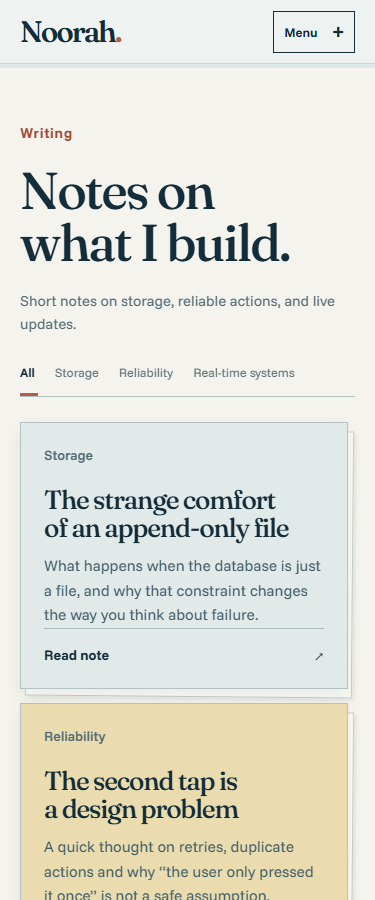 Noorah.
Menu +
Writing
Notes on
what I build.
Short notes on storage, reliable actions, and live
updates.
All Storage Reliability Real-time systems
Storage
The strange comfort
of an append-only file
What happens when the database is just
a file, and why that constraint changes
the way you think about failure.
Read note ↗
Reliability
The second tap is
a design problem
A quick thought on retries, duplicate
actions and why “the user only pressed
it once” is not a safe assumption.